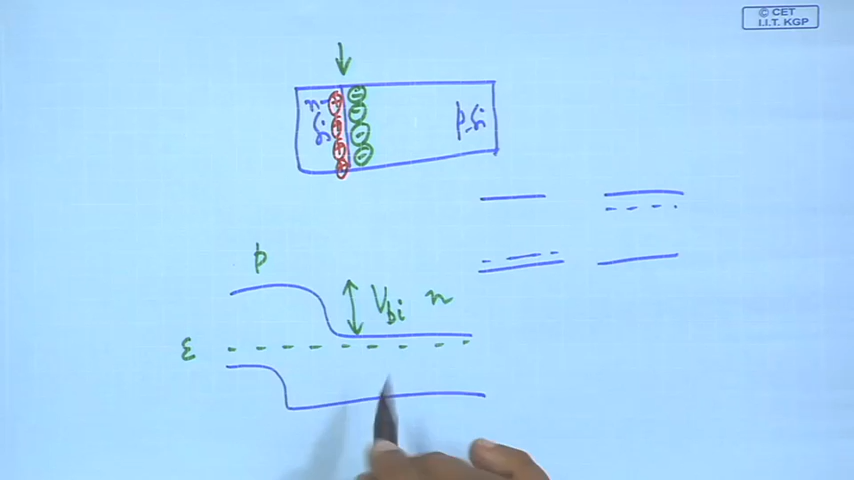 © CET
I.I.T. KGP
n-
Si
p-Si
p
V_bi n
ε